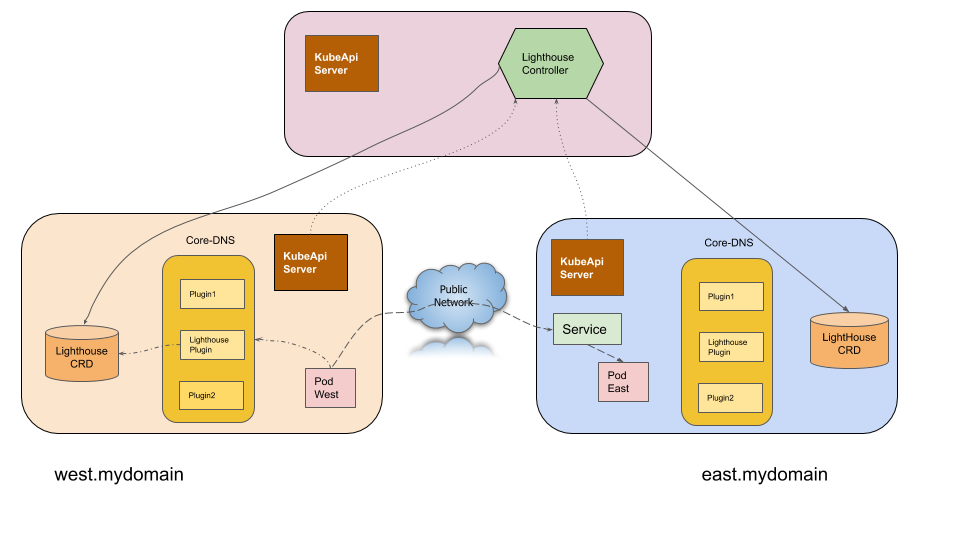 KubeApi
Server
Lighthouse
Controller
Core-DNS
KubeApi
Server
Plugin1
Lighthouse
Plugin
Plugin2
Lighthouse
CRD
Pod
West
Public
Network
Core-DNS
KubeApi
Server
Service
Pod
East
Plugin1
Lighthouse
Plugin
Plugin2
LightHouse
CRD
west.mydomain
east.mydomain